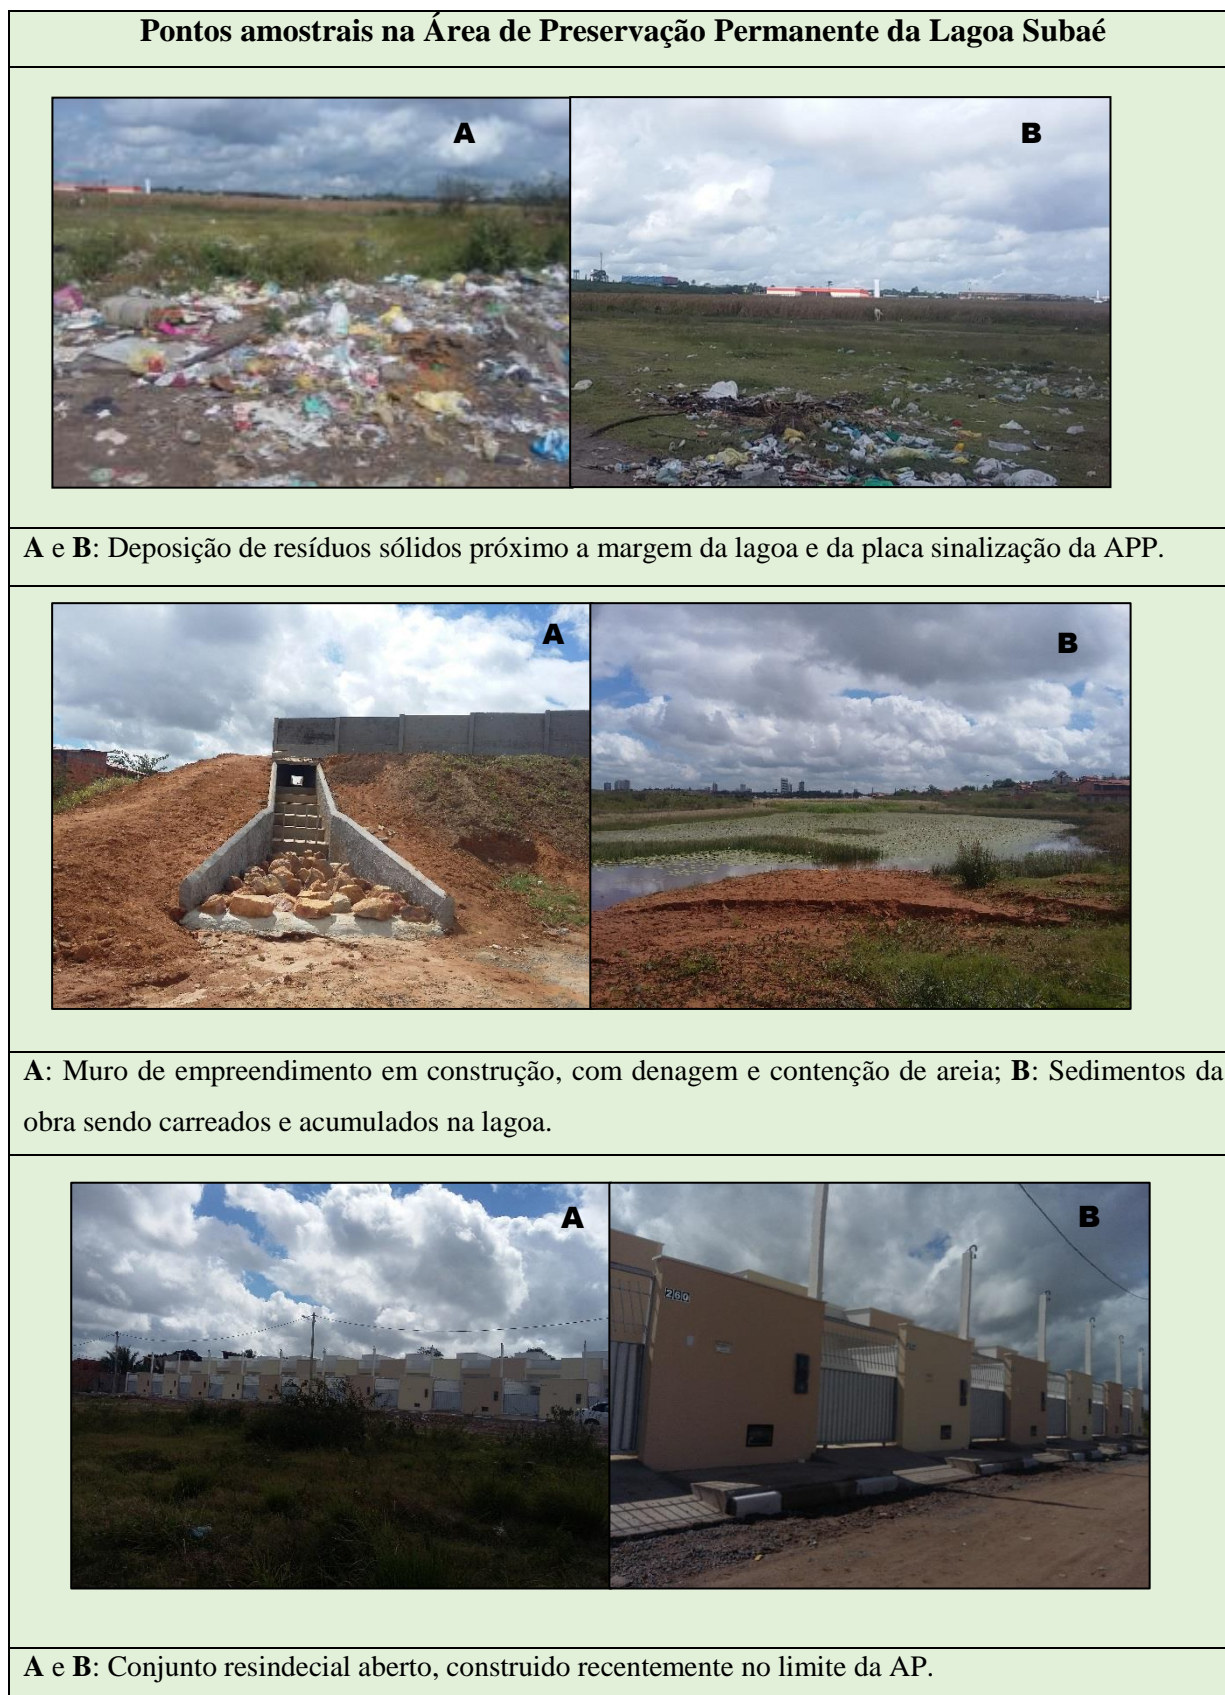 Pontos amostrais na Área de Preservação Permanente da Lagoa Subaé
A
B
A e B: Deposição de resíduos sólidos próximo a margem da lagoa e da placa sinalização da APP.
A
B
A: Muro de empreendimento em construção, com denagem e contenção de areia; B: Sedimentos da
obra sendo carreados e acumulados na lagoa.
A
B
260
A e B: Conjunto resindecial aberto, construido recentemente no limite da AP.